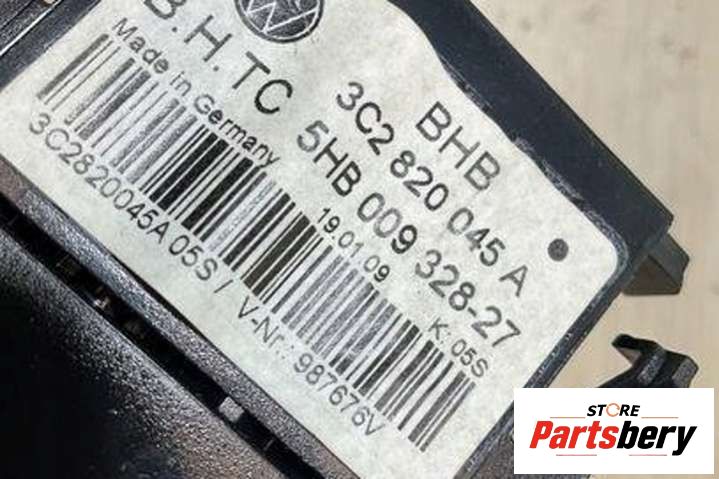 BHB
3C2 820 045 A
5HB 009 328-27
B.H.TC
Made in Germany
19.01.09
K: 05S
3C2820045A 05S / V-Nr.: 987676V
STORE
Partsbery